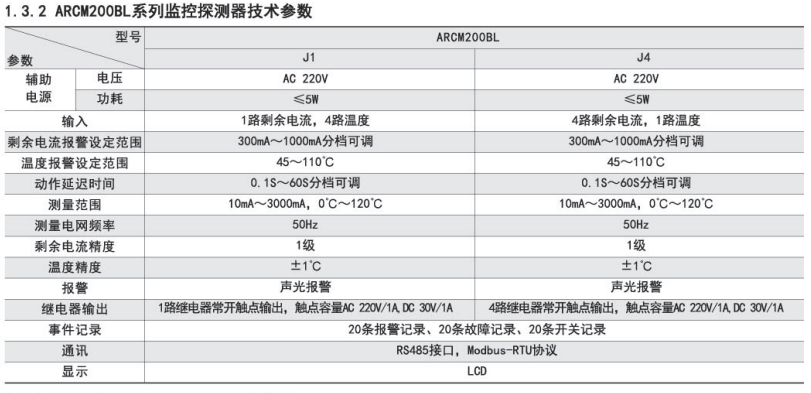 1.3.2 ARCM200BL系列监控探测器技术参数
型号 ARCM200BL
参数 J1 J4
辅助电源 电压 AC 220V AC 220V
功耗 ≤5W ≤5W
输入 1路剩余电流，4路温度 4路剩余电流，1路温度
剩余电流报警设定范围 300mA～1000mA分档可调 300mA～1000mA分档可调
温度报警设定范围 45～110℃ 45～110℃
动作延迟时间 0.1S～60S分档可调 0.1S～60S分档可调
测量范围 10mA～3000mA，0℃～120℃ 10mA～3000mA，0℃～120℃
测量电网频率 50Hz 50Hz
剩余电流精度 1级 1级
温度精度 ±1℃ ±1℃
报警 声光报警 声光报警
继电器输出 1路继电器常开触点输出，触点容量AC 220V/1A,DC 30V/1A 4路继电器常开触点输出，触点容量AC 220V/1A,DC 30V/1A
事件记录 20条报警记录、20条故障记录、20条开关记录
通讯 RS485接口，Modbus-RTU协议
显示 LCD